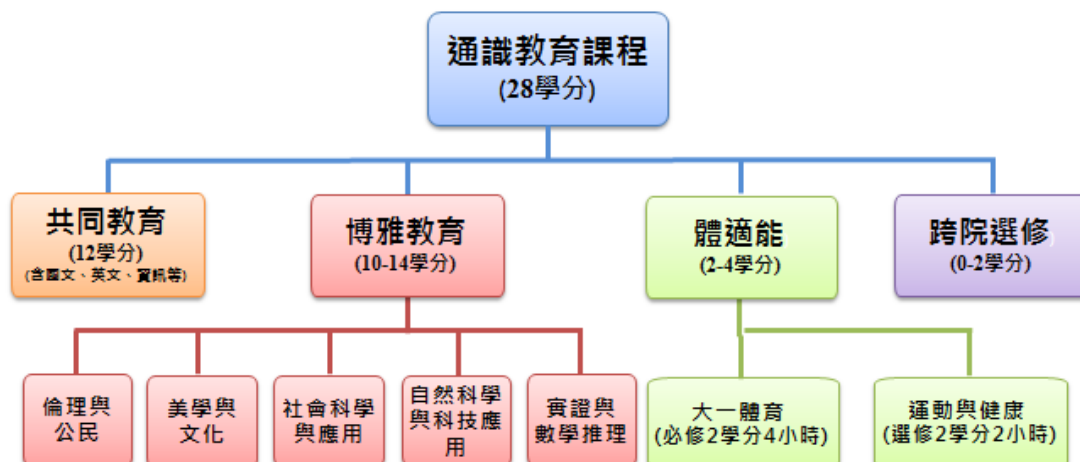 通識教育課程
(28學分)
共同教育
(12學分)
(含國文、英文、資訊等)
博雅教育
(10-14學分)
體適能
(2-4學分)
跨院選修
(0-2學分)
倫理與
公民
美學與
文化
社會科學
與應用
自然科學
與科技應
用
實證與
數學推理
大一體育
(必修2學分4小時)
運動與健康
(選修2學分2小時)